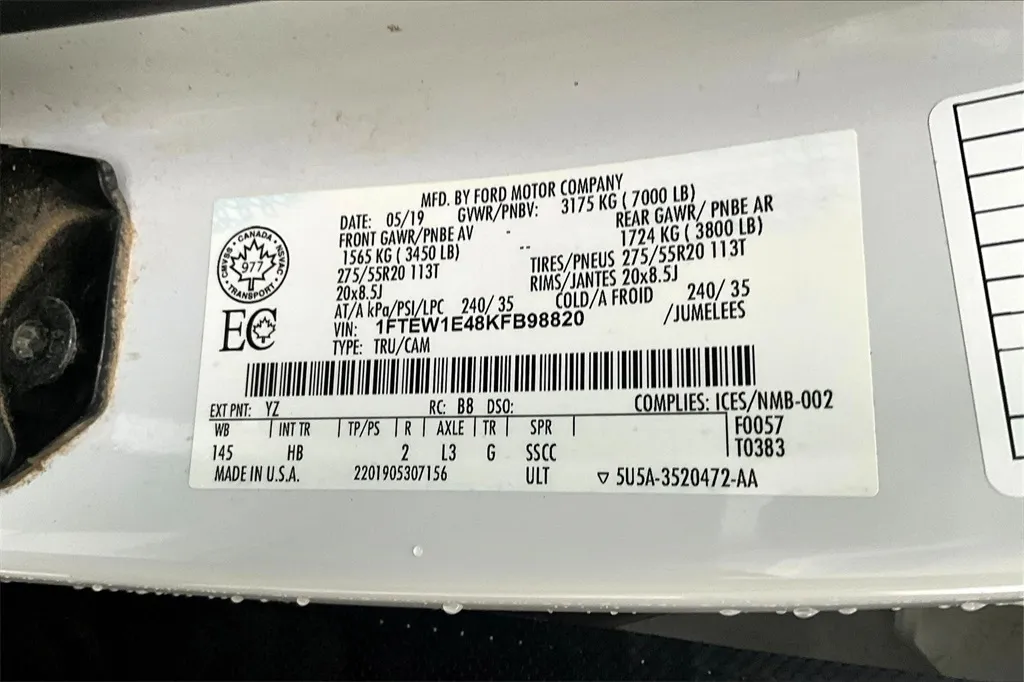 MFD. BY FORD MOTOR COMPANY
DATE: 05/19 GVWR/PNBV: 3175 KG ( 7000 LB)
FRONT GAWR/PNBE AV - REAR GAWR/ PNBE AR
1565 KG ( 3450 LB) -- 1724 KG ( 3800 LB)
275/55R20 113T TIRES/PNEUS 275/55R20 113T
20x8.5J RIMS/JANTES 20x8.5J
AT/A kPa/PSI/LPC 240/ 35 COLD/A FROID 240/ 35
VIN: 1FTEW1E48KFB98820 /JUMELEES
TYPE: TRU/CAM
CANADA
CMVSS NSVAC
977
TRANSPORT
EC
EXT PNT: YZ RC: B8 DSO: COMPLIES: ICES/NMB-002
WB INT TR TP/PS R AXLE TR SPR F0057
145 HB 2 L3 G SSCC T0383
MADE IN U.S.A. 2201905307156 ULT ▽ 5U5A-3520472-AA